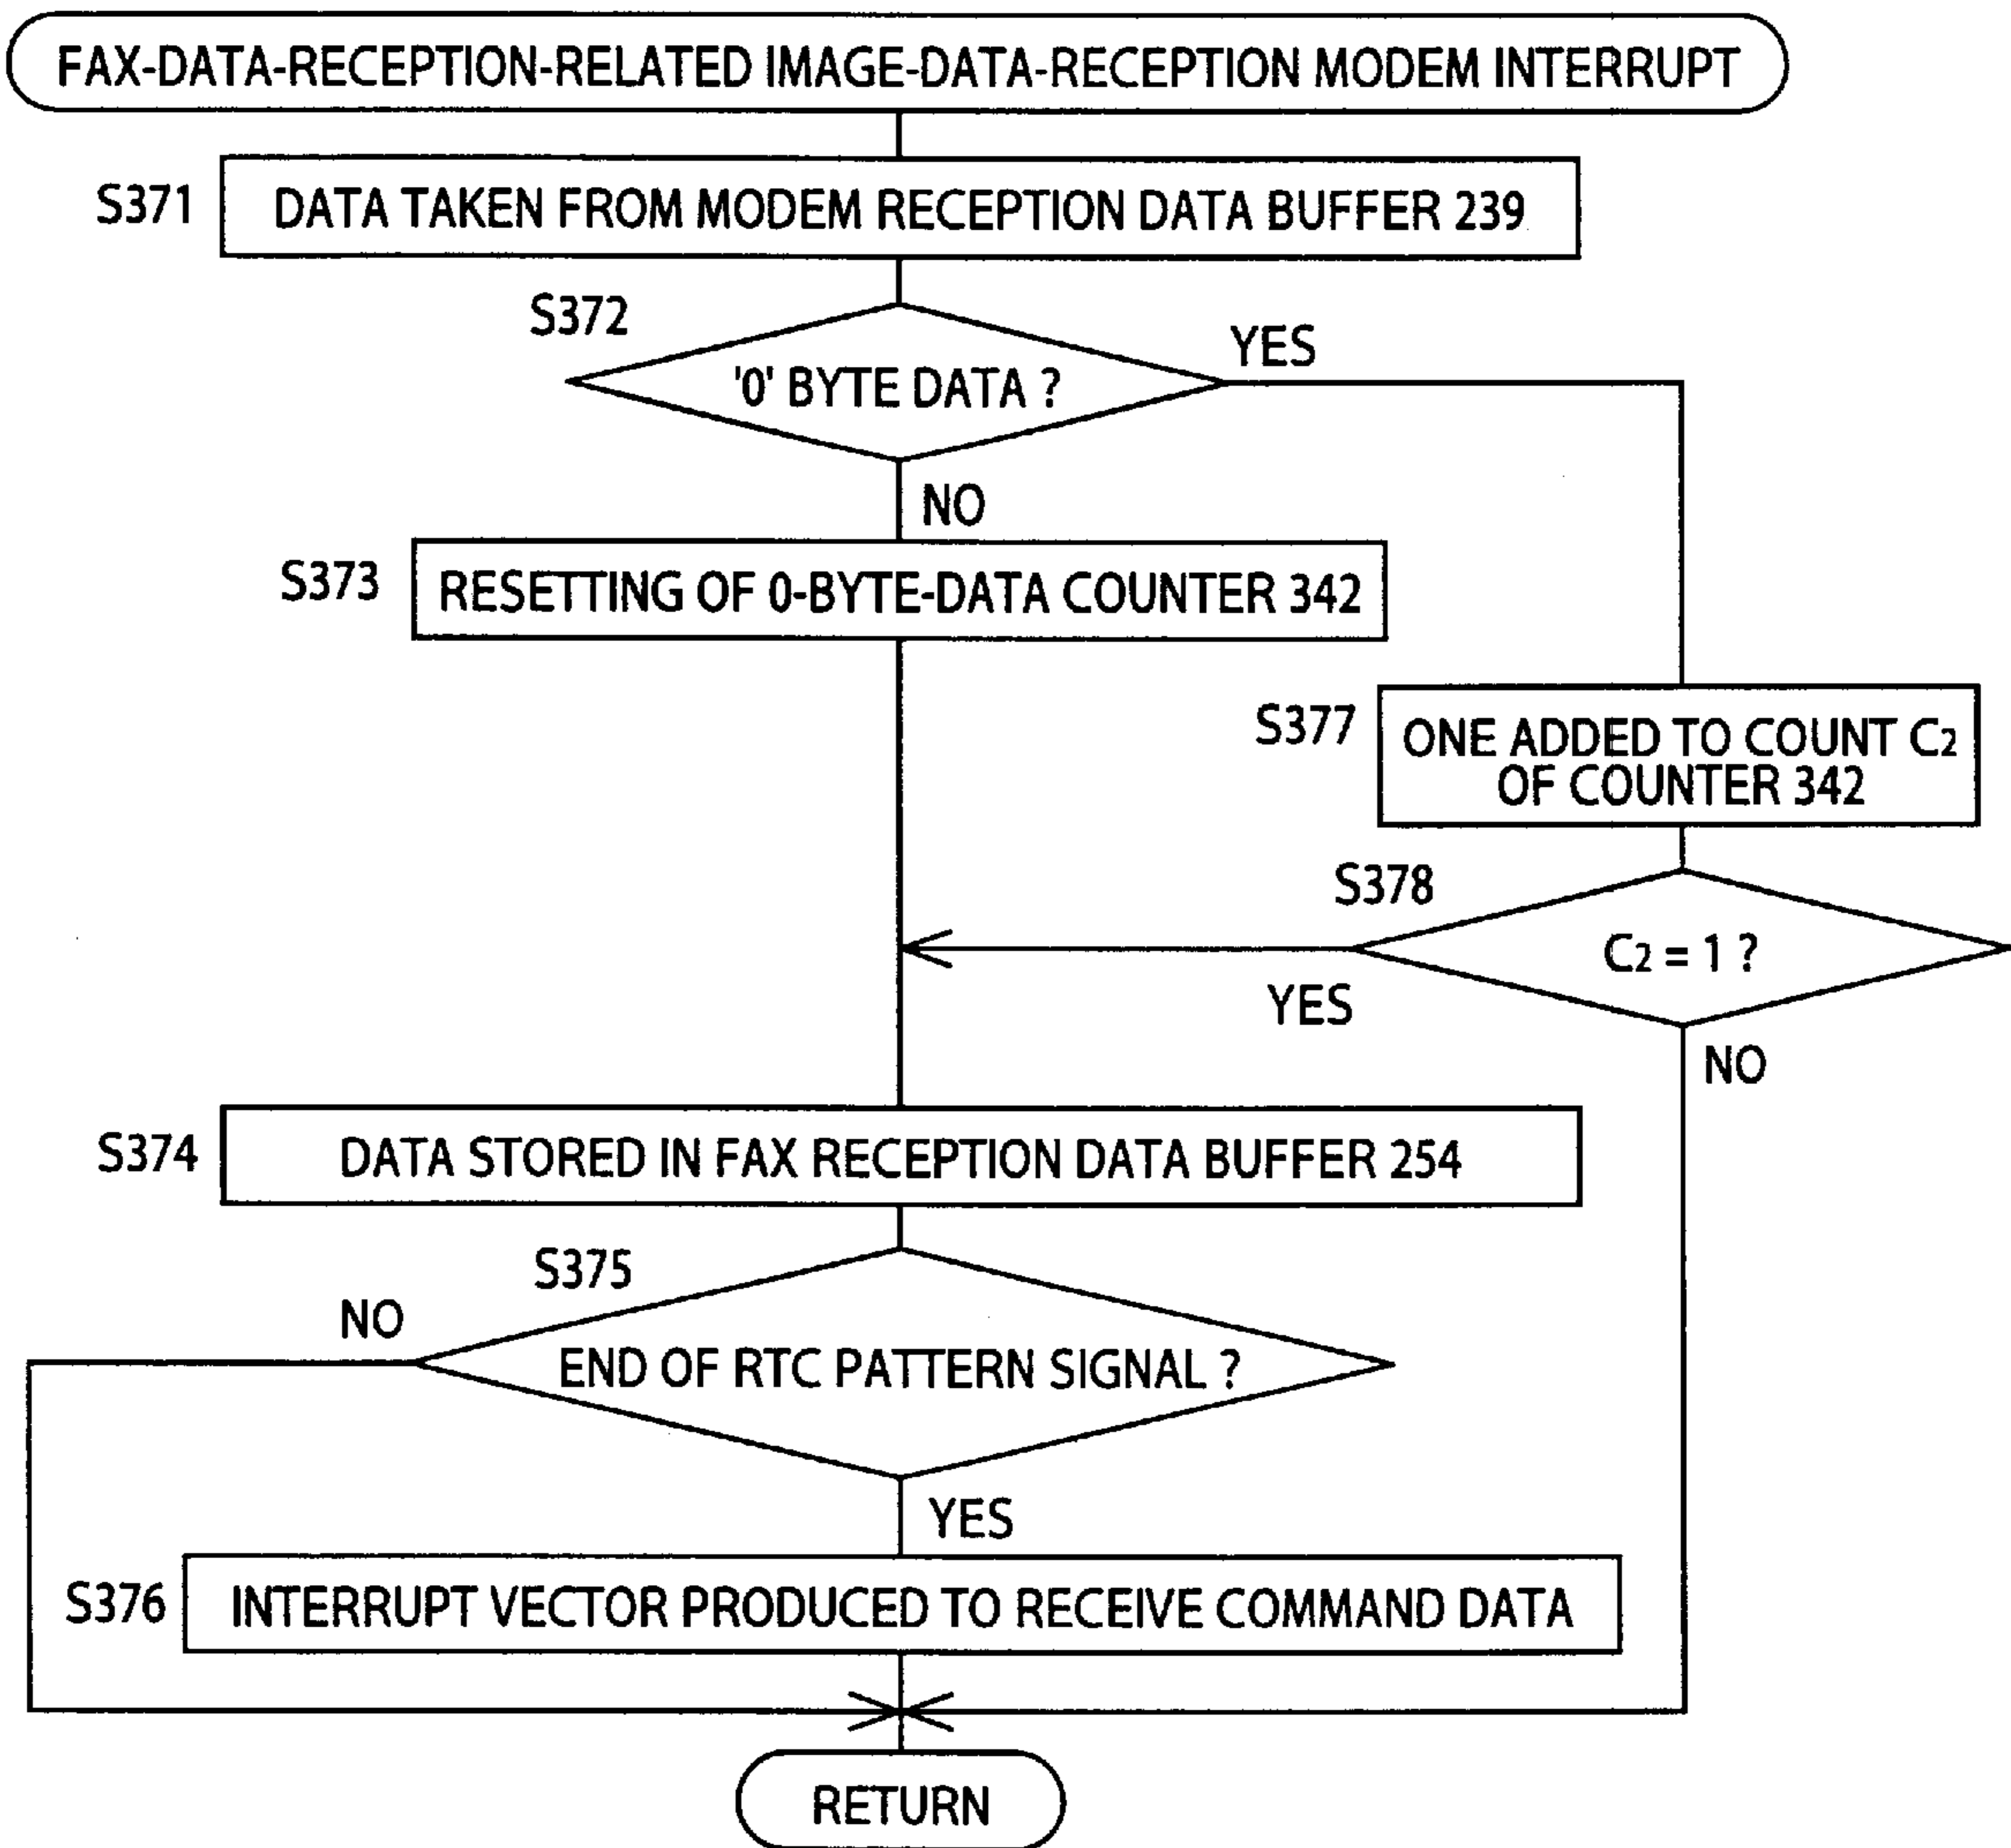 FAX-DATA-RECEPTION-RELATED IMAGE-DATA-RECEPTION MODEM INTERRUPT
S371
DATA TAKEN FROM MODEM RECEPTION DATA BUFFER 239
S372
'0' BYTE DATA ?
YES
NO
S373
RESETTING OF 0-BYTE-DATA COUNTER 342
S377
ONE ADDED TO COUNT C2
OF COUNTER 342
S378
C2 = 1 ?
YES
NO
S374
DATA STORED IN FAX RECEPTION DATA BUFFER 254
S375
NO
END OF RTC PATTERN SIGNAL ?
YES
S376
INTERRUPT VECTOR PRODUCED TO RECEIVE COMMAND DATA
RETURN